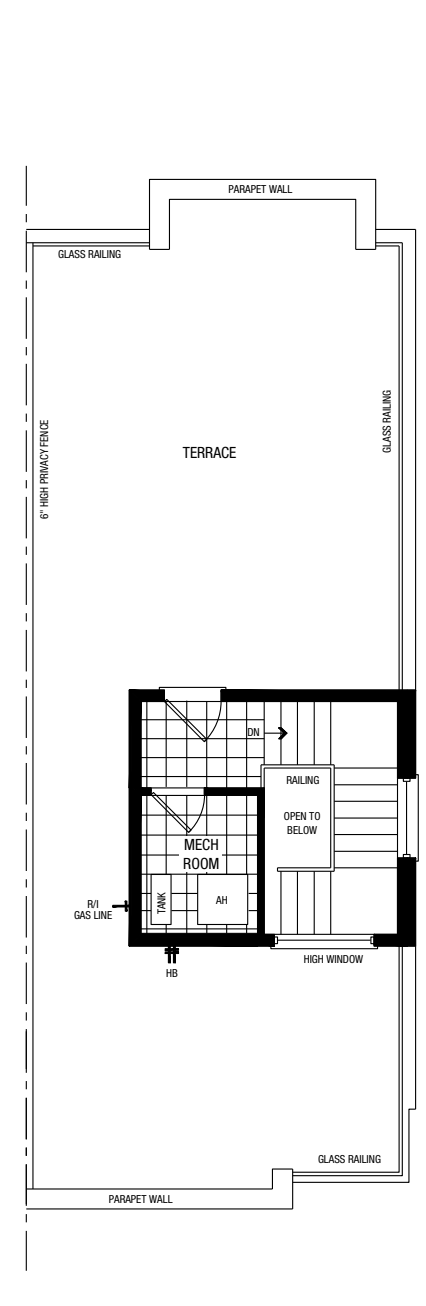 PARAPET WALL
GLASS RAILING
6" HIGH PRIVACY FENCE
GLASS RAILING
TERRACE
DN
RAILING
OPEN TO
BELOW
MECH
ROOM
TANK
AH
R/I
GAS LINE
HB
HIGH WINDOW
GLASS RAILING
PARAPET WALL